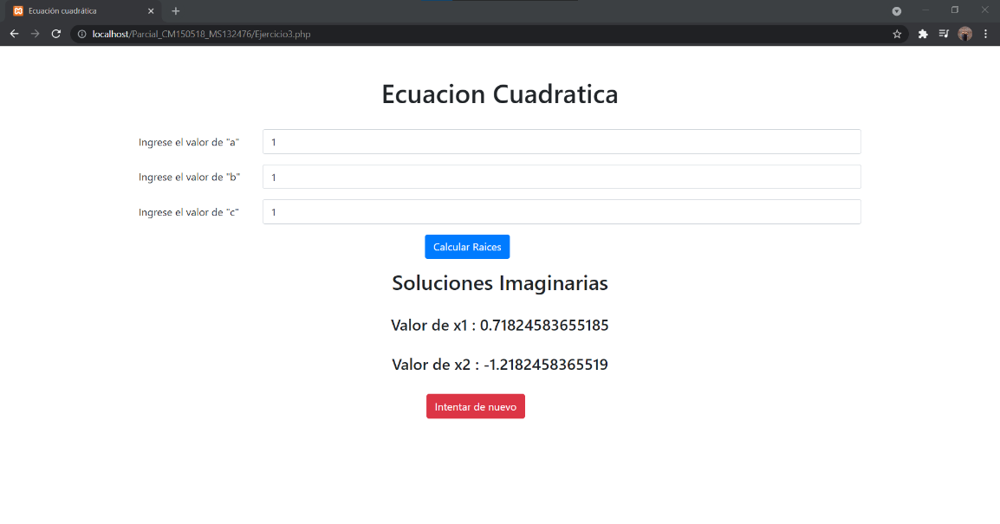 Ecuación cuadrática
localhost/Parcial_CM150518_MS132476/Ejercicio3.php
Ecuacion Cuadratica
Ingrese el valor de "a" 1
Ingrese el valor de "b" 1
Ingrese el valor de "c" 1
Calcular Raices
Soluciones Imaginarias
Valor de x1 : 0.71824583655185
Valor de x2 : -1.2182458365519
Intentar de nuevo